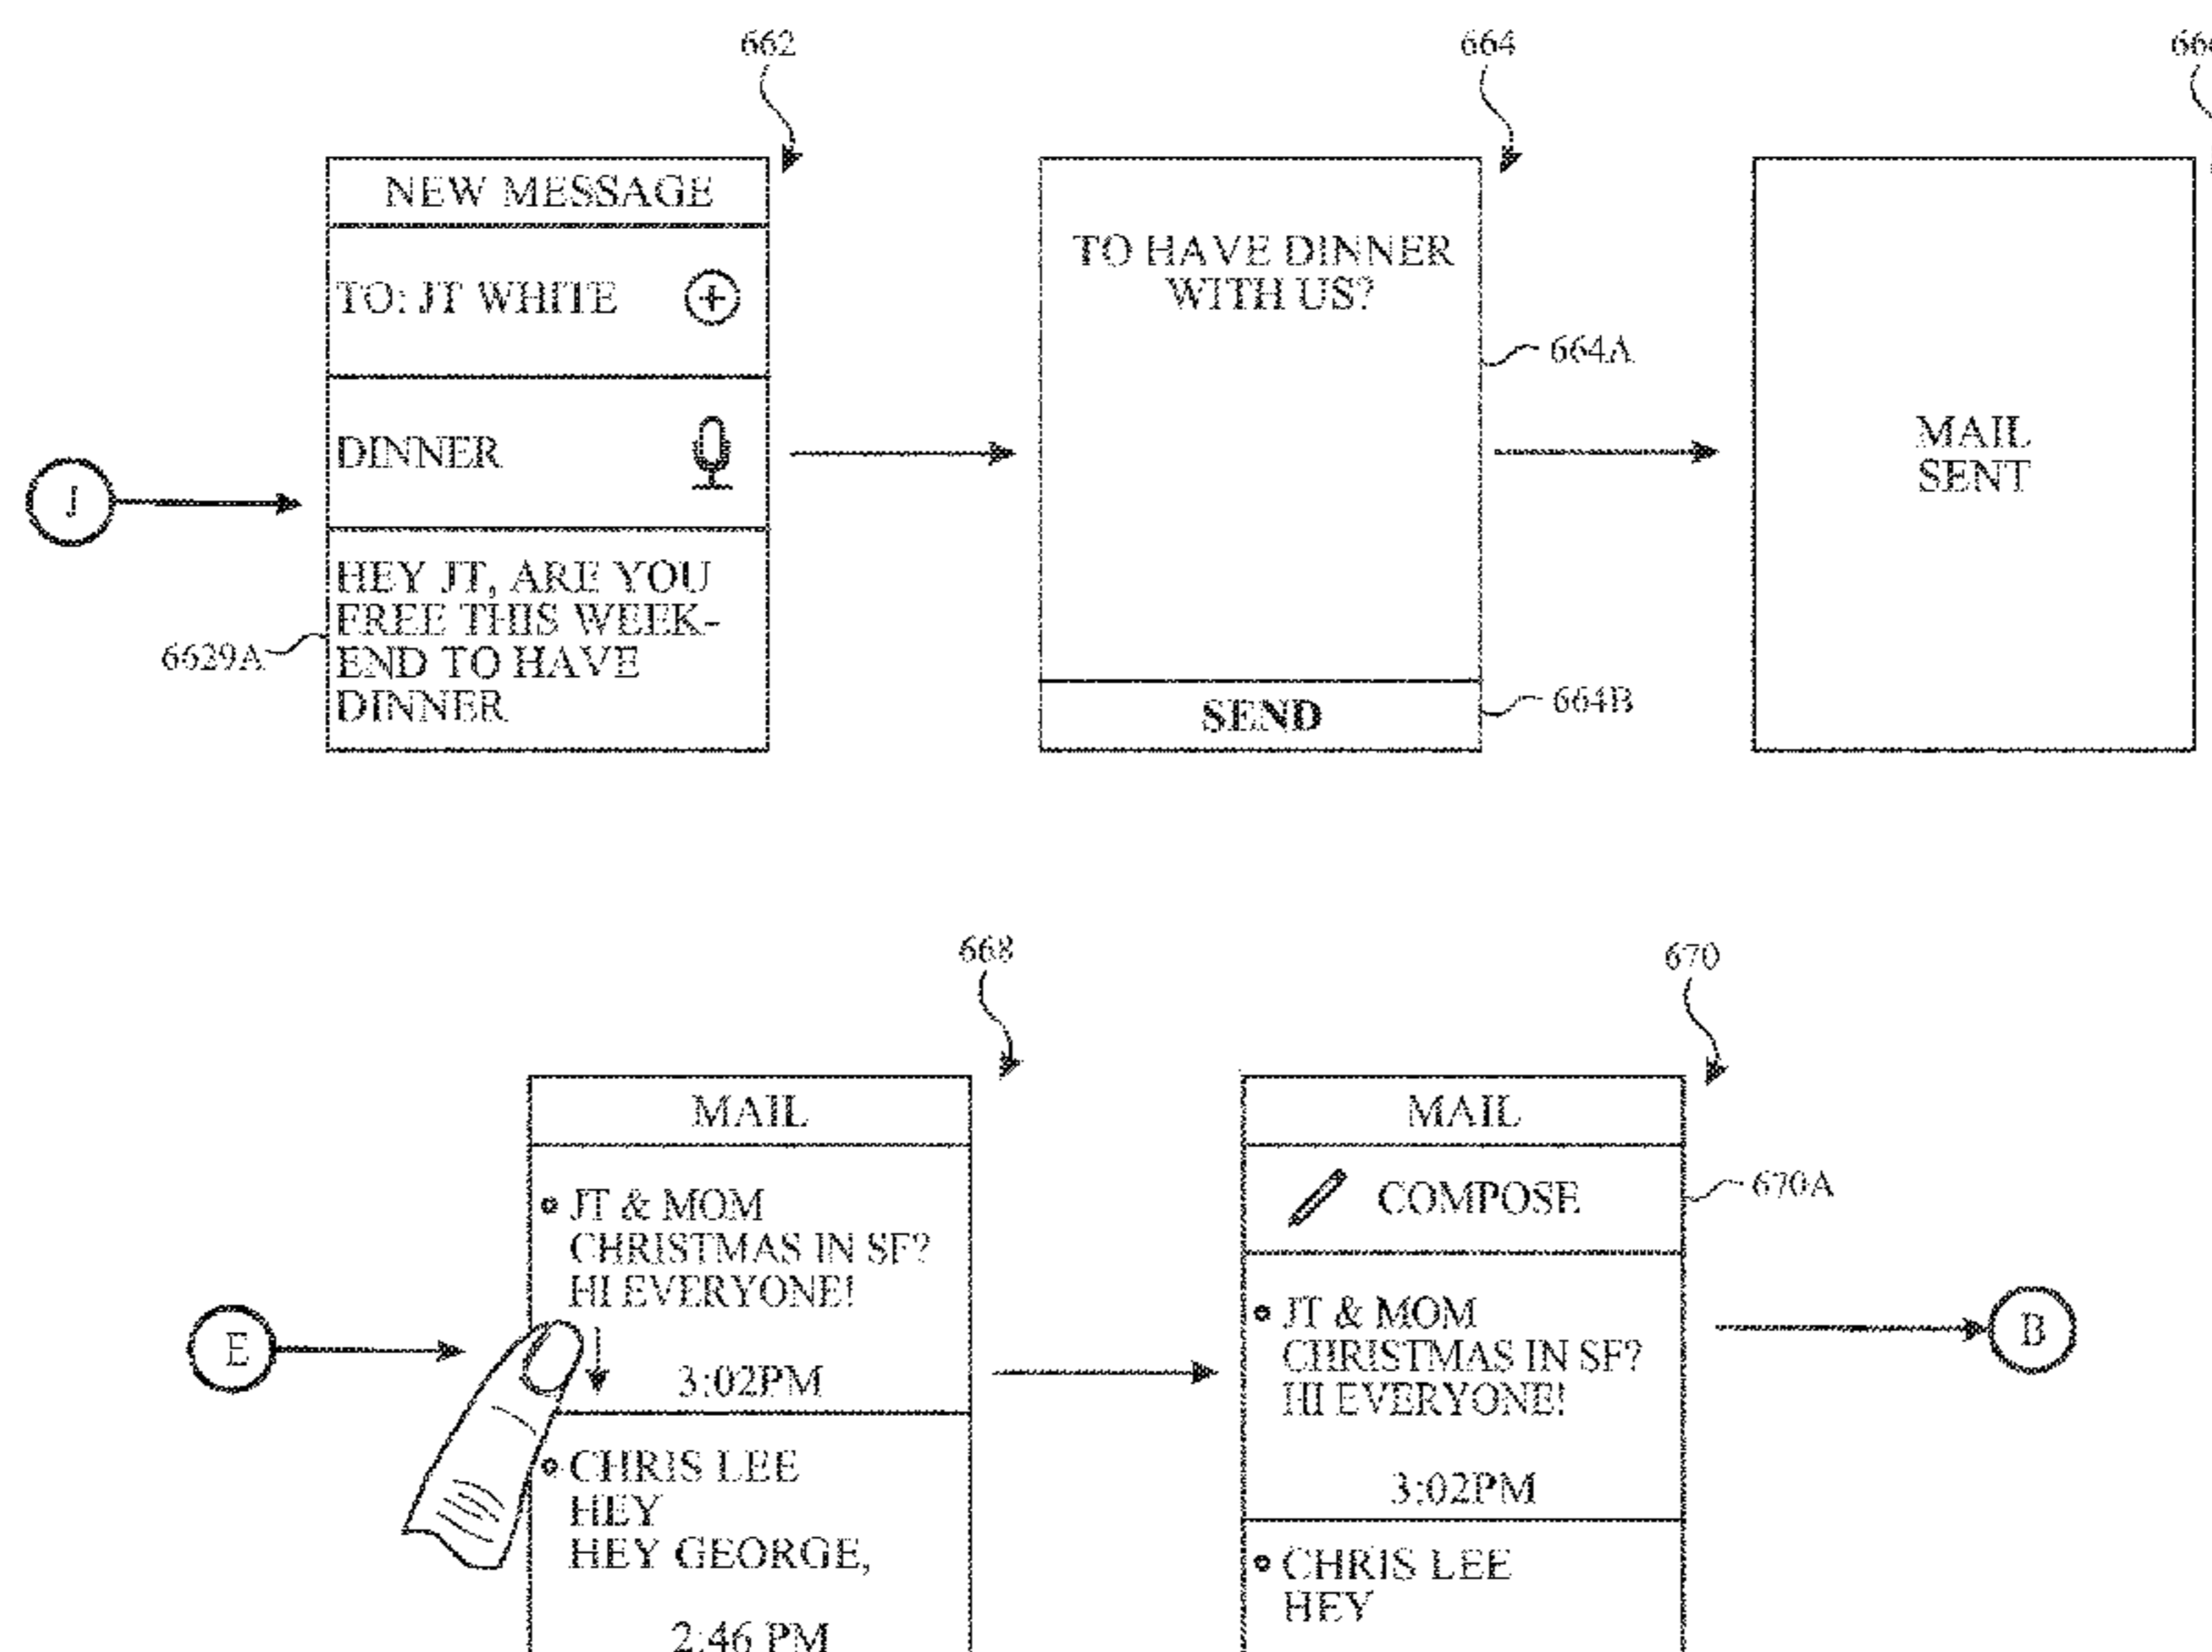 662
664
NEW MESSAGE
TO: JT WHITE
DINNER
HEY JT, ARE YOU
FREE THIS WEEK-
END TO HAVE
DINNER
6629A
J
TO HAVE DINNER
WITH US?
664A
SEND
664B
MAIL
SENT
668
670
E
MAIL
JT & MOM
CHRISTMAS IN SF?
HI EVERYONE!
3:02PM
CHRIS LEE
HEY
HEY GEORGE,
2:46 PM
MAIL
COMPOSE
670A
JT & MOM
CHRISTMAS IN SF?
HI EVERYONE!
3:02PM
CHRIS LEE
HEY
B